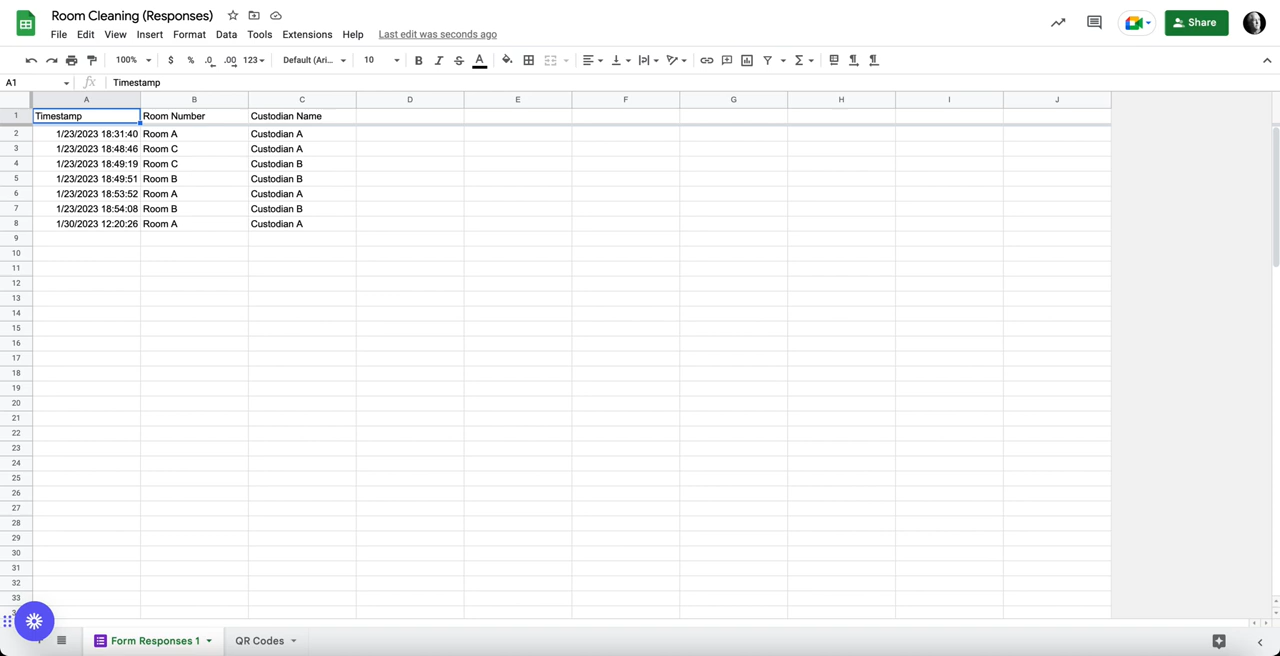 Room Cleaning (Responses)
File Edit View Insert Format Data Tools Extensions Help Last edit was seconds ago
Share
100% $ % .0 .00 123 Default (Ari... 10 B I S A
A1 fx Timestamp
A B C D E F G H I J
1 Timestamp Room Number Custodian Name
2 1/23/2023 18:31:40 Room A Custodian A
3 1/23/2023 18:48:46 Room C Custodian A
4 1/23/2023 18:49:19 Room C Custodian B
5 1/23/2023 18:49:51 Room B Custodian B
6 1/23/2023 18:53:52 Room A Custodian A
7 1/23/2023 18:54:08 Room B Custodian B
8 1/30/2023 12:20:26 Room A Custodian A
9
10
11
12
13
14
15
16
17
18
19
20
21
22
23
24
25
26
27
28
29
30
31
32
33
Form Responses 1 QR Codes